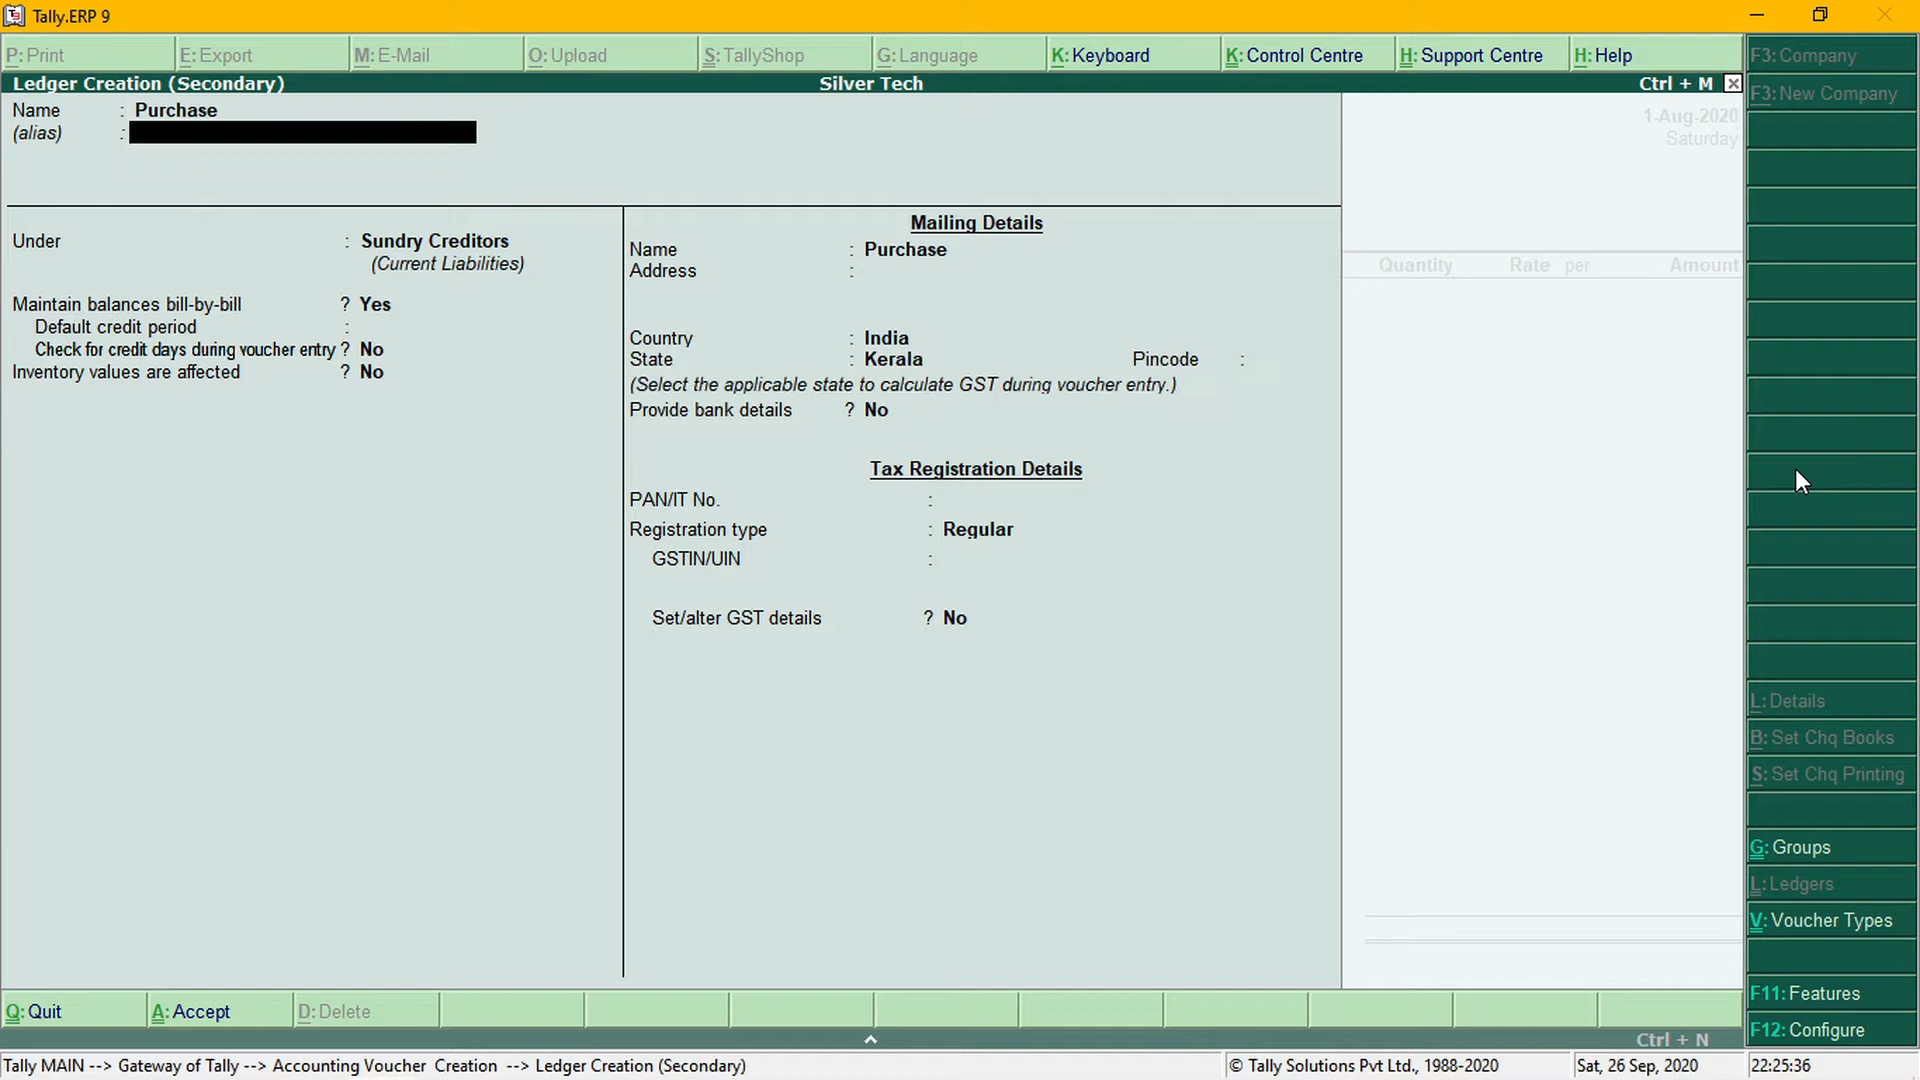 Tally.ERP 9
P: Print
E: Export
M: E-Mail
O: Upload
S: TallyShop
G: Language
K: Keyboard
K: Control Centre
H: Support Centre
H: Help
Ledger Creation (Secondary)
Silver Tech
Ctrl + M
Name : Purchase
(alias) :
Under : Sundry Creditors
(Current Liabilities)
Maintain balances bill-by-bill ? Yes
Default credit period :
Check for credit days during voucher entry ? No
Inventory values are affected ? No
Mailing Details
Name : Purchase
Address :
Country : India
State : Kerala Pincode :
(Select the applicable state to calculate GST during voucher entry.)
Provide bank details ? No
Tax Registration Details
PAN/IT No. :
Registration type : Regular
GSTIN/UIN :
Set/alter GST details ? No
1-Aug-2020
Saturday
Quantity Rate per Amount
F3: Company
F3: New Company
L: Details
B: Set Chq Books
S: Set Chq Printing
G: Groups
L: Ledgers
V: Voucher Types
F11: Features
F12: Configure
Q: Quit
A: Accept
D: Delete
Ctrl + N
Tally MAIN --> Gateway of Tally --> Accounting Voucher Creation --> Ledger Creation (Secondary)
© Tally Solutions Pvt Ltd., 1988-2020
Sat, 26 Sep, 2020
22:25:36